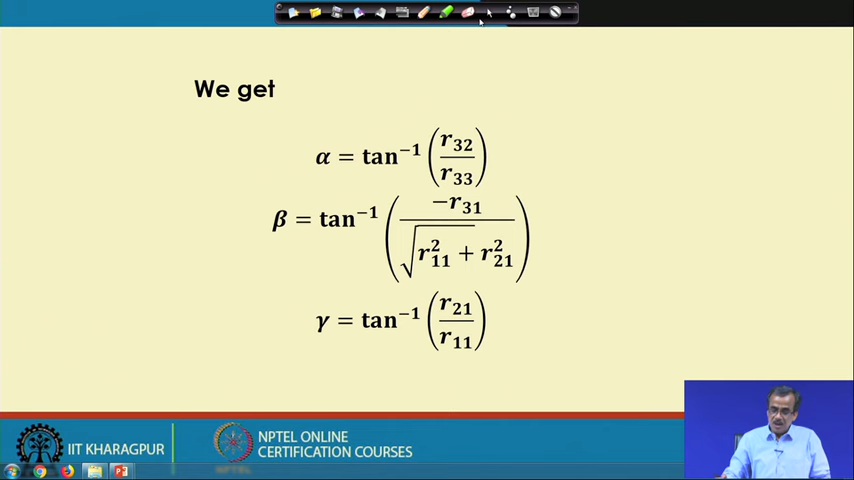 We get
α = tan⁻¹ (r₃₂ / r₃₃)
β = tan⁻¹ (−r₃₁ / √(r₁₁² + r₂₁²))
γ = tan⁻¹ (r₂₁ / r₁₁)
IIT KHARAGPUR
NPTEL ONLINE
CERTIFICATION COURSES
NPTEL